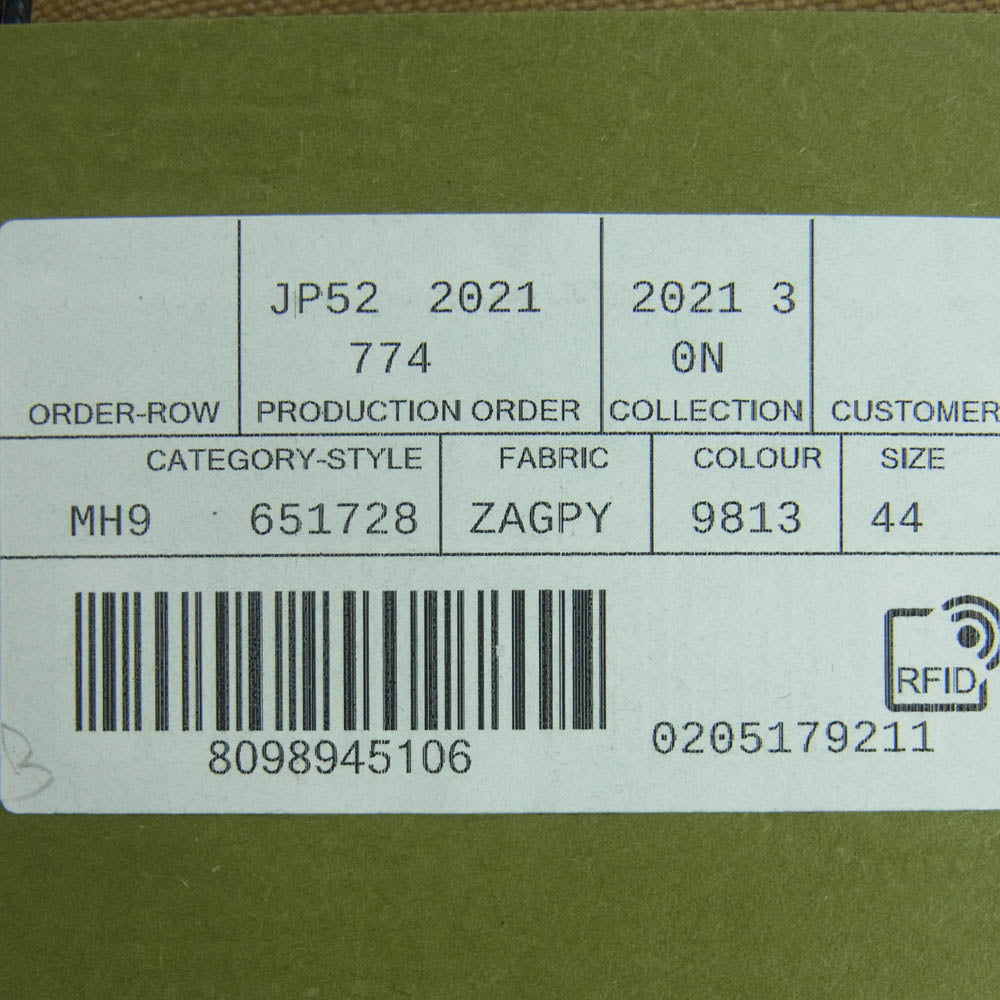 JP52 2021 2021 3
774 0N
ORDER-ROW PRODUCTION ORDER COLLECTION CUSTOMER
CATEGORY-STYLE FABRIC COLOUR SIZE
MH9 651728 ZAGPY 9813 44
RFID
8098945106 0205179211
B